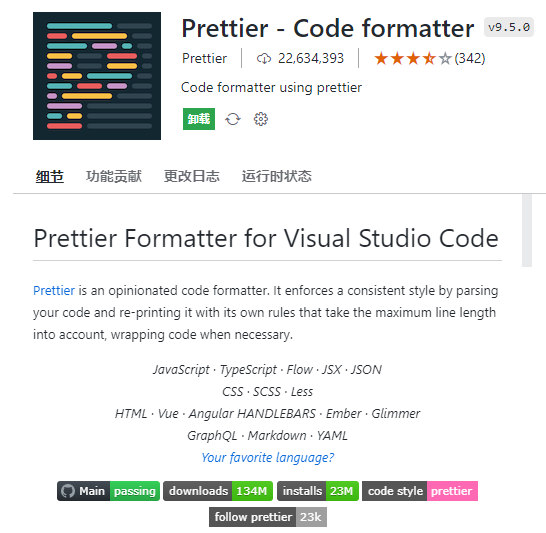 Prettier - Code formatter v9.5.0
Prettier 22,634,393 (342)
Code formatter using prettier
卸载
细节 功能贡献 更改日志 运行时状态
Prettier Formatter for Visual Studio Code
Prettier is an opinionated code formatter. It enforces a consistent style by parsing
your code and re-printing it with its own rules that take the maximum line length
into account, wrapping code when necessary.
JavaScript · TypeScript · Flow · JSX · JSON
CSS · SCSS · Less
HTML · Vue · Angular HANDLEBARS · Ember · Glimmer
GraphQL · Markdown · YAML
Your favorite language?
Main passing downloads 134M installs 23M code style prettier
follow prettier 23k